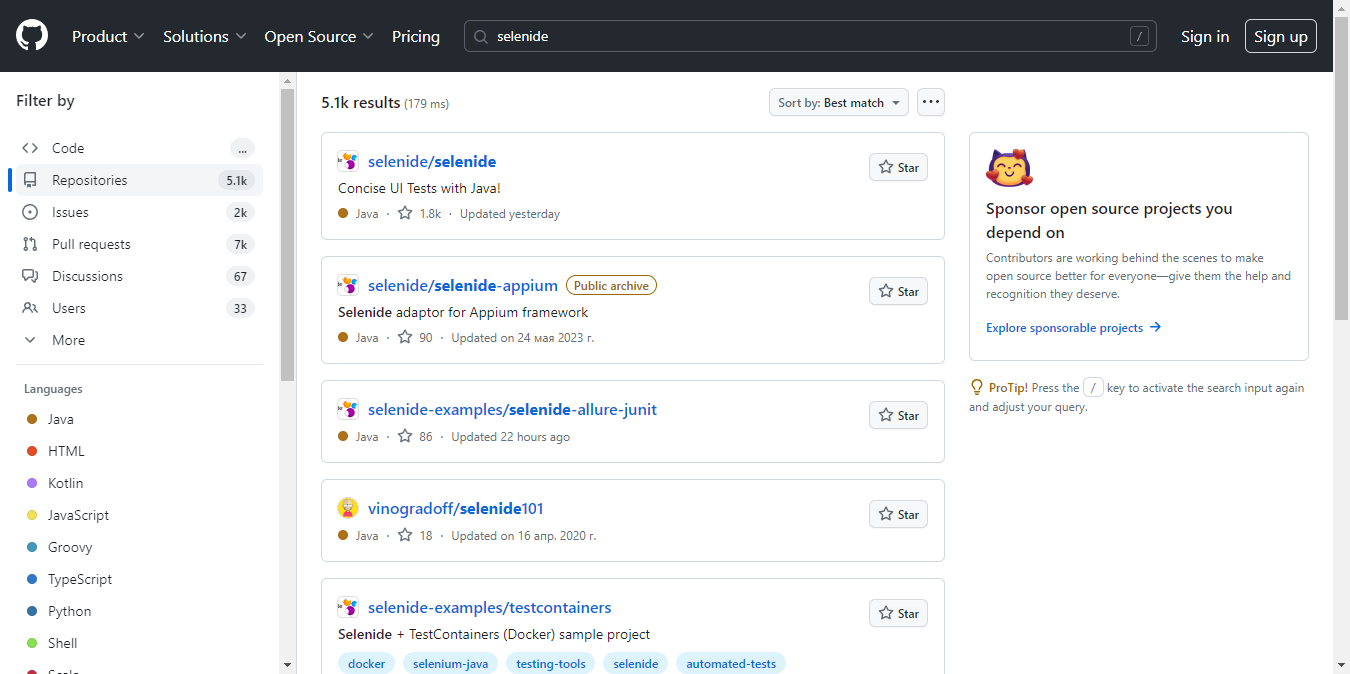 Product Solutions Open Source Pricing selenide / Sign in Sign up
Filter by
Code ...
Repositories 5.1k
Issues 2k
Pull requests 7k
Discussions 67
Users 33
More
Languages
Java
HTML
Kotlin
JavaScript
Groovy
TypeScript
Python
Shell
Scala
5.1k results (179 ms) Sort by: Best match ...
selenide/selenide Star
Concise UI Tests with Java!
Java · 1.8k · Updated yesterday
selenide/selenide-appium Public archive Star
Selenide adaptor for Appium framework
Java · 90 · Updated on 24 мая 2023 г.
selenide-examples/selenide-allure-junit Star
Java · 86 · Updated 22 hours ago
vinogradoff/selenide101 Star
Java · 18 · Updated on 16 апр. 2020 г.
selenide-examples/testcontainers Star
Selenide + TestContainers (Docker) sample project
docker selenium-java testing-tools selenide automated-tests
Sponsor open source projects you
depend on
Contributors are working behind the scenes to make
open source better for everyone—give them the help and
recognition they deserve.
Explore sponsorable projects →
ProTip! Press the / key to activate the search input again
and adjust your query.